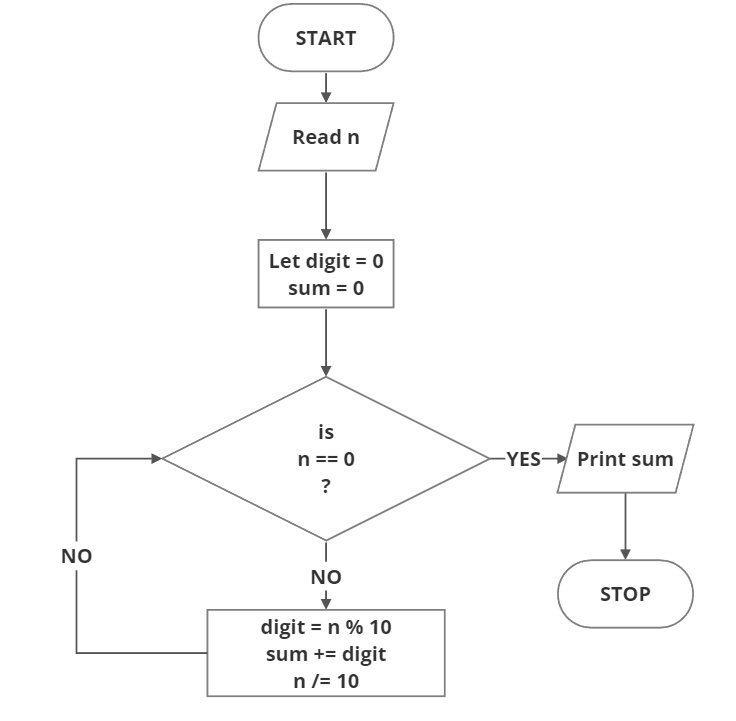 START
Read n
Let digit = 0
sum = 0
is
n == 0
?
YES
Print sum
STOP
NO
NO
digit = n % 10
sum += digit
n /= 10